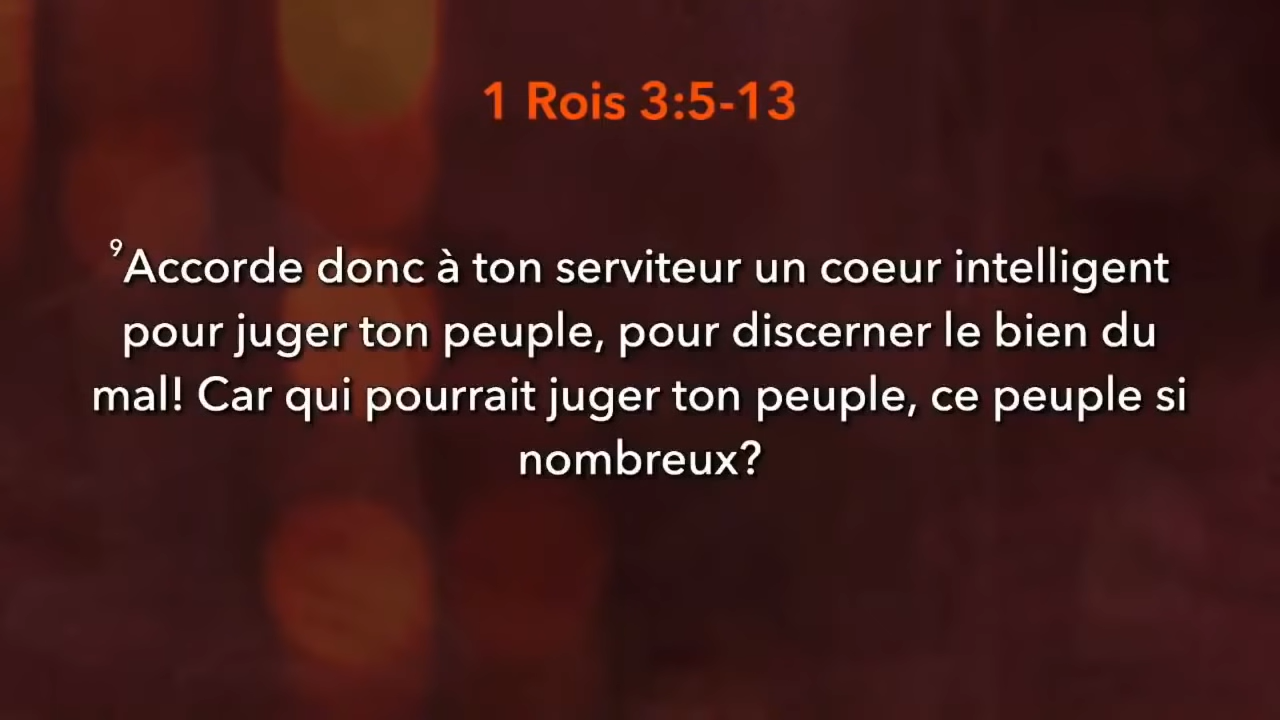 1 Rois 3:5-13
⁹Accorde donc à ton serviteur un coeur intelligent
pour juger ton peuple, pour discerner le bien du
mal! Car qui pourrait juger ton peuple, ce peuple si
nombreux?